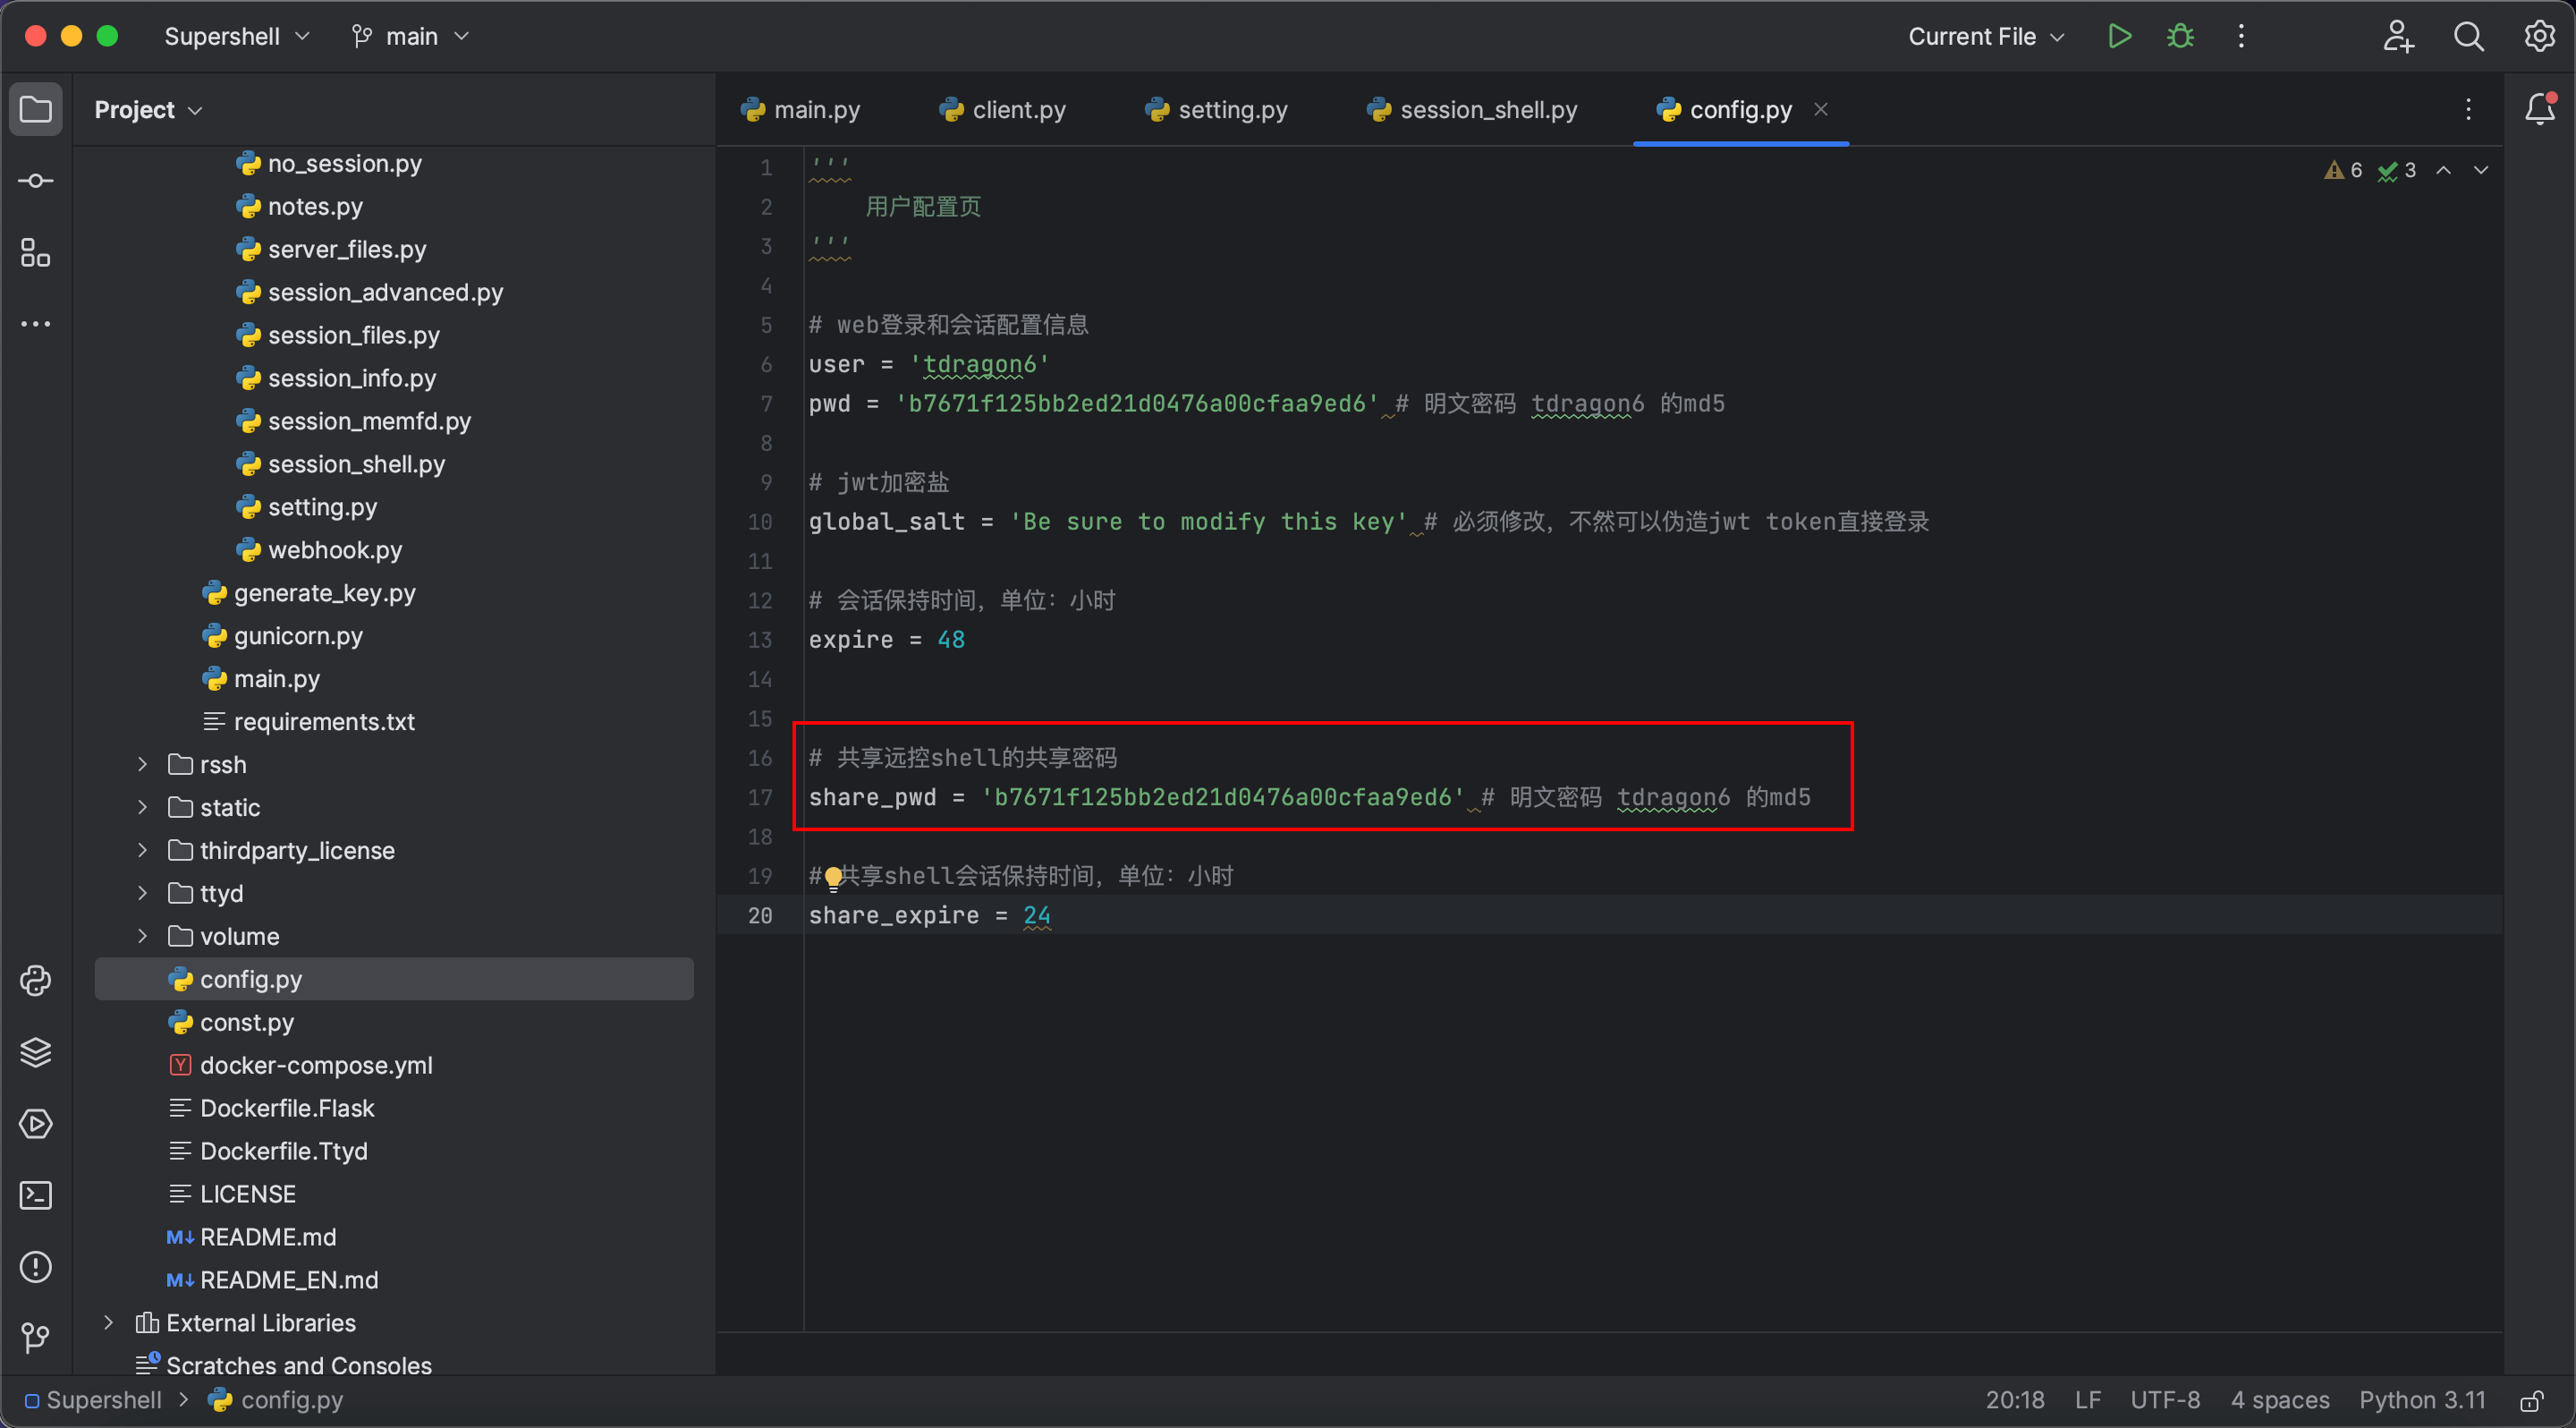 Supershell
main
Current File
Project
main.py
client.py
setting.py
session_shell.py
config.py
no_session.py
notes.py
server_files.py
session_advanced.py
session_files.py
session_info.py
session_memfd.py
session_shell.py
setting.py
webhook.py
generate_key.py
gunicorn.py
main.py
requirements.txt
rssh
static
thirdparty_license
ttyd
volume
config.py
const.py
docker-compose.yml
Dockerfile.Flask
Dockerfile.Ttyd
LICENSE
README.md
README_EN.md
External Libraries
Scratches and Consoles
6 3
1 '''
2 用户配置页
3 '''
4
5 # web登录和会话配置信息
6 user = 'tdragon6'
7 pwd = 'b7671f125bb2ed21d0476a00cfaa9ed6' # 明文密码 tdragon6 的md5
8
9 # jwt加密盐
10 global_salt = 'Be sure to modify this key' # 必须修改，不然可以伪造jwt token直接登录
11
12 # 会话保持时间，单位：小时
13 expire = 48
14
15
16 # 共享远控shell的共享密码
17 share_pwd = 'b7671f125bb2ed21d0476a00cfaa9ed6' # 明文密码 tdragon6 的md5
18
19 # 共享shell会话保持时间，单位：小时
20 share_expire = 24
Supershell > config.py
20:18 LF UTF-8 4 spaces Python 3.11